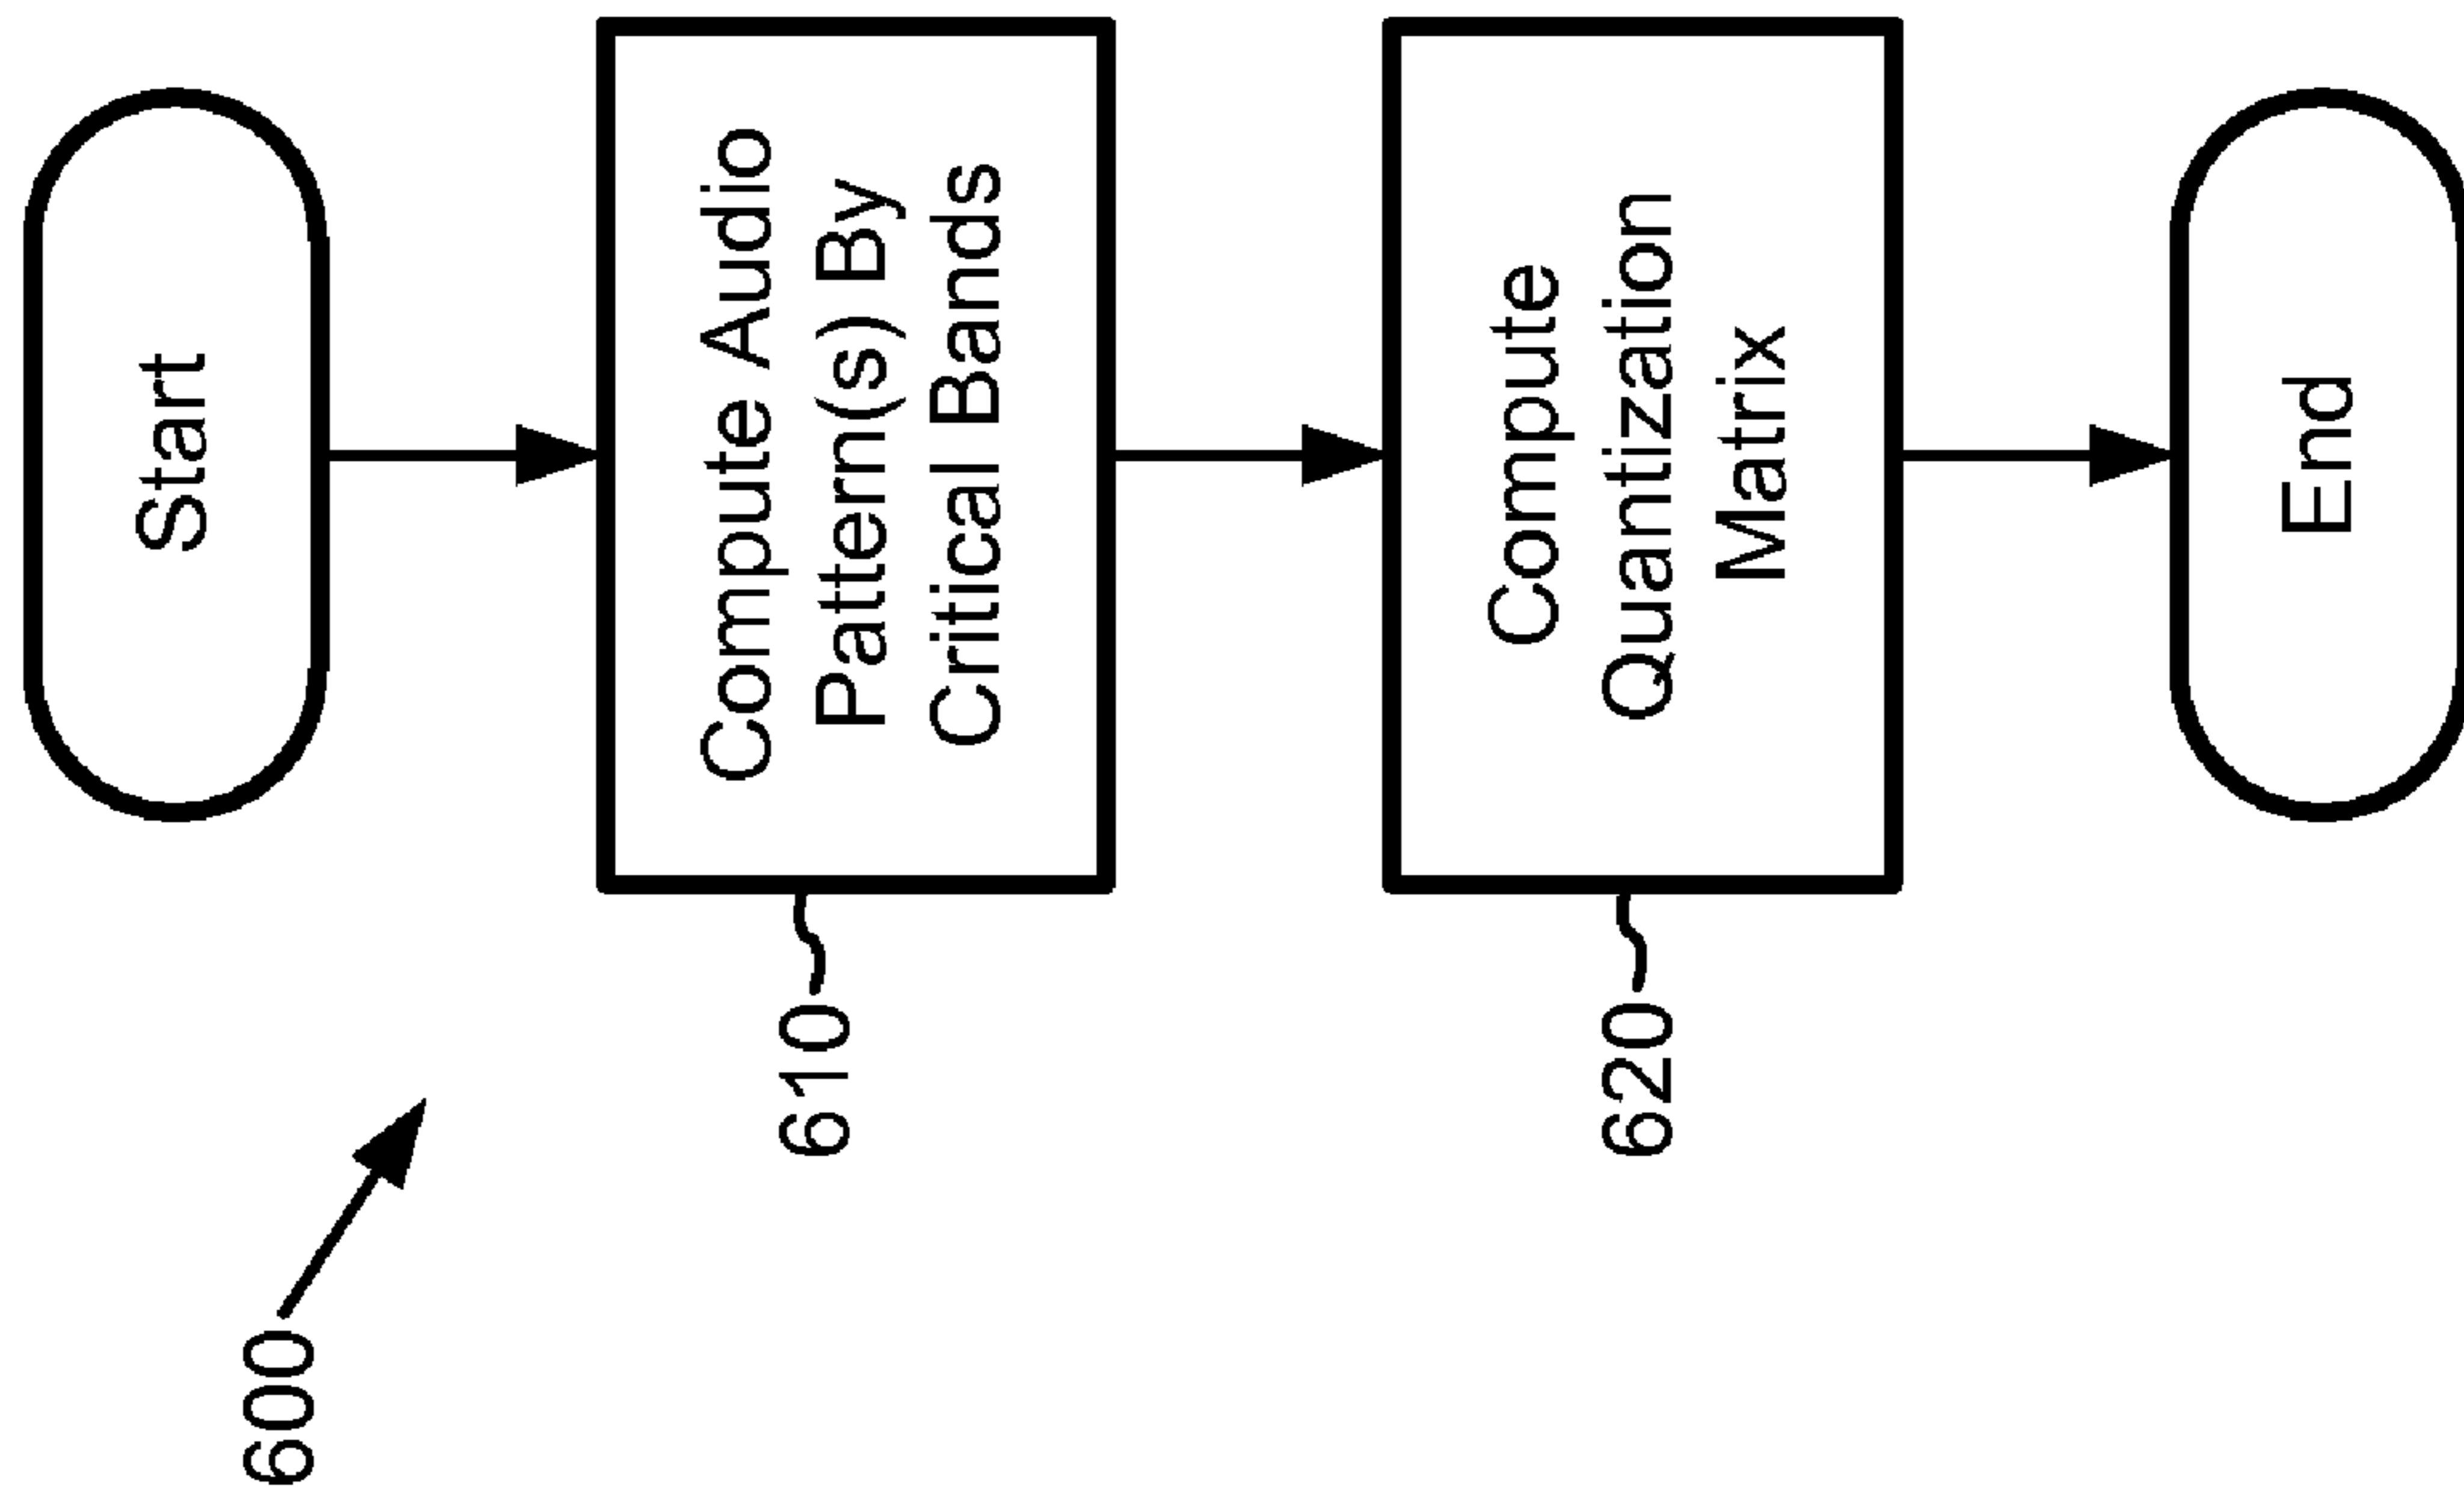 600
Start
610
Compute Audio
Pattern(s) By
Critical Bands
620
Compute
Quantization
Matrix
End